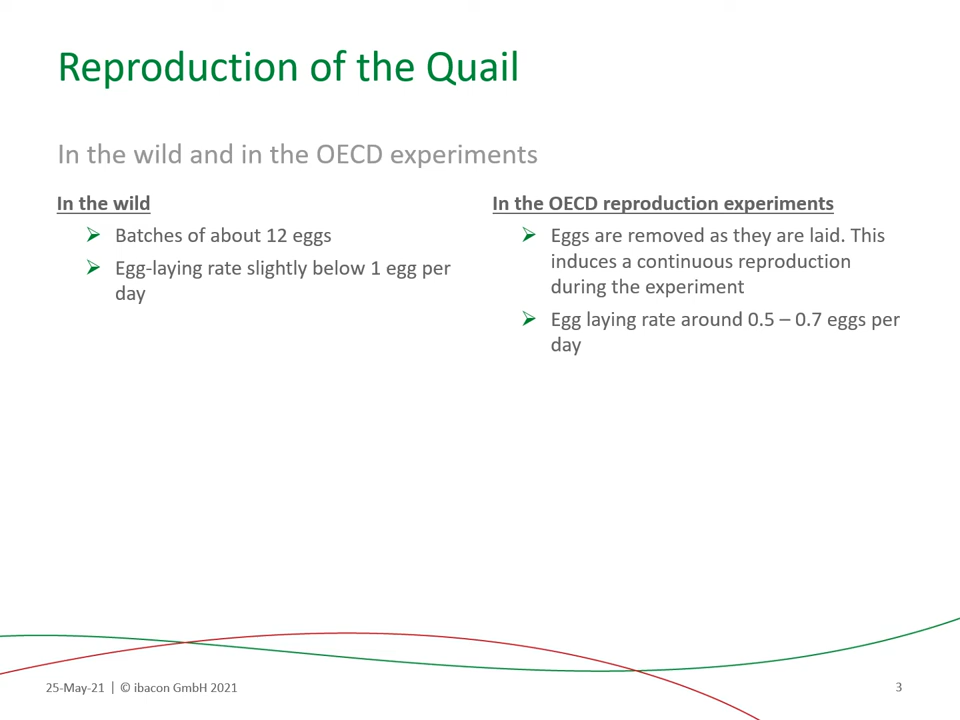 Reproduction of the Quail
In the wild and in the OECD experiments
In the wild
Batches of about 12 eggs
Egg-laying rate slightly below 1 egg per
day
In the OECD reproduction experiments
Eggs are removed as they are laid. This
induces a continuous reproduction
during the experiment
Egg laying rate around 0.5 – 0.7 eggs per
day
25-May-21 | © ibacon GmbH 2021
3